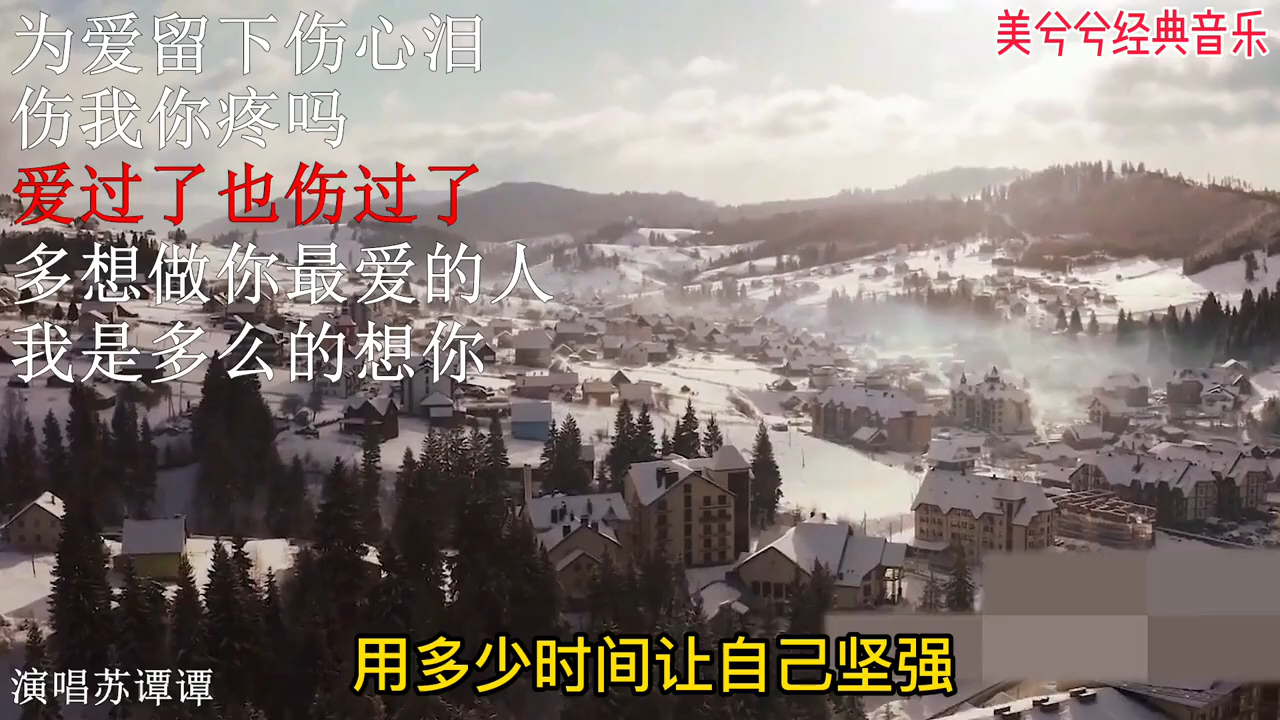 为爱留下伤心泪
美兮兮经典音乐
伤我你疼吗
爱过了也伤过了
多想做你最爱的人
我是多么的想你
用多少时间让自己坚强
演唱苏谭谭